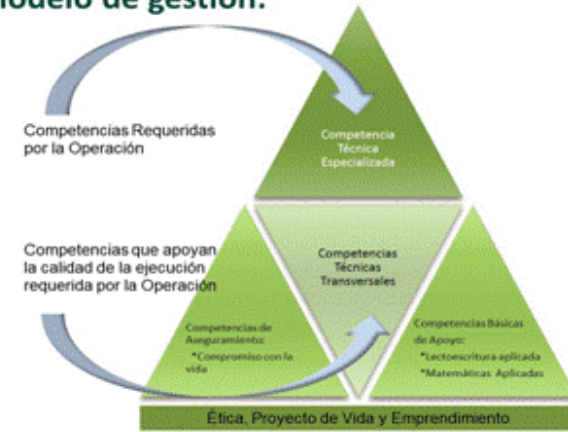 modelo de gestión:
Competencias Requeridas
por la Operación
Competencia
Técnica
Especializada
Competencias que apoyan
la calidad de la ejecución
requerida por la Operación
Competencias
Técnicas
Transversales
Competencias de
Aseguramiento:
*Compromiso con la
vida
Competencias Básicas
de Apoyo:
*Lectoescritura aplicada
*Matemáticas Aplicadas
Ética, Proyecto de Vida y Emprendimiento